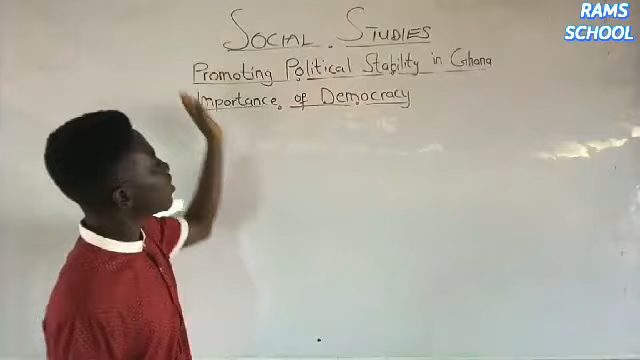 RAMS
SCHOOL
SOCIAL STUDIES
Promoting Political Stability in Ghana
Importance of Democracy